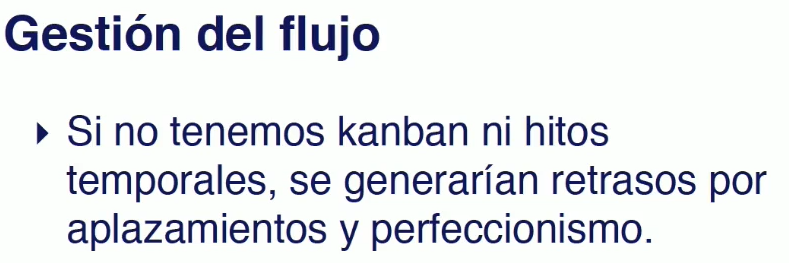 Gestión del flujo
Si no tenemos kanban ni hitos
temporales, se generarían retrasos por
aplazamientos y perfeccionismo.